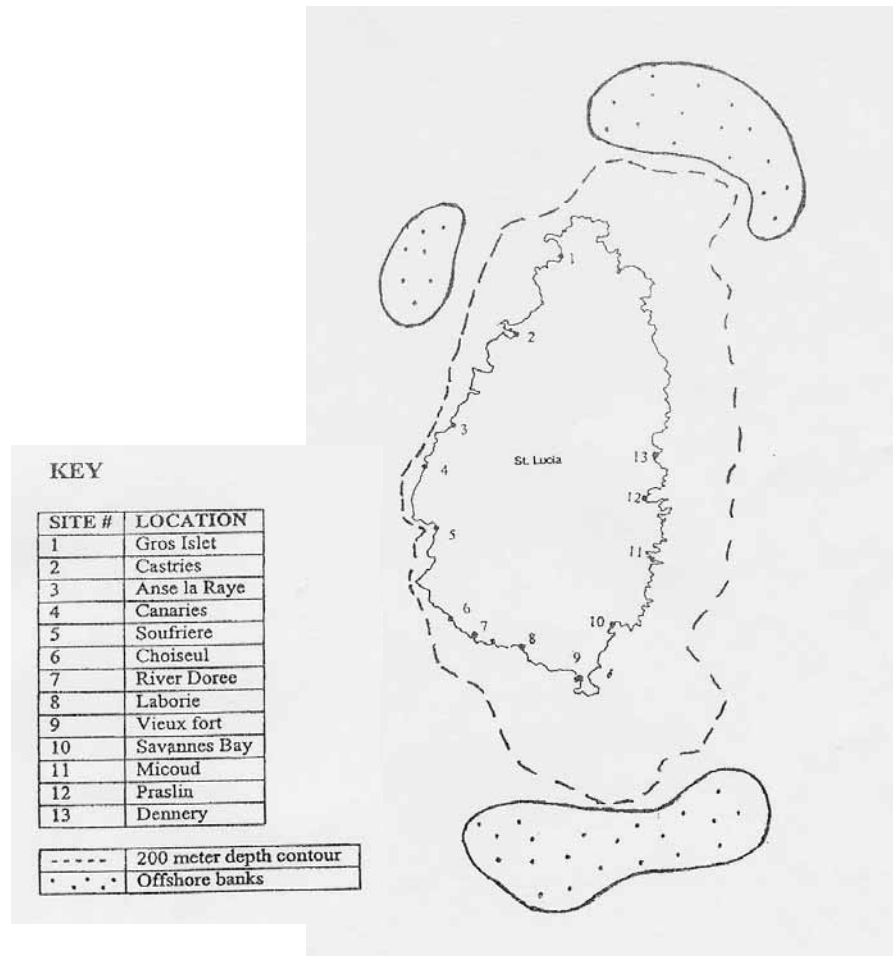 1
2
3
4
St. Lucia
13
12
5
11
6
7
8
10
9
KEY
SITE # LOCATION
1 Gros Islet
2 Castries
3 Anse la Raye
4 Canaries
5 Soufriere
6 Choiseul
7 River Doree
8 Laborie
9 Vieux fort
10 Savannes Bay
11 Micoud
12 Praslin
13 Dennery
200 meter depth contour
Offshore banks